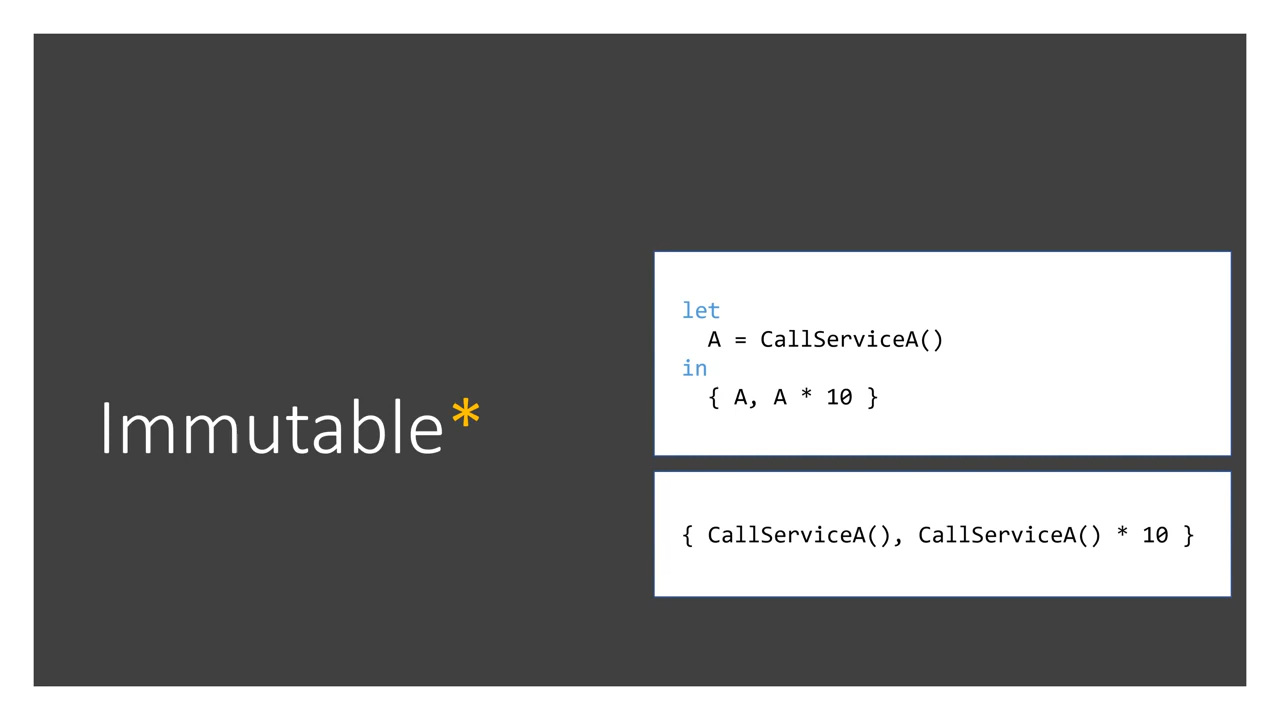 Immutable*
let
A = CallServiceA()
in
{ A, A * 10 }
{ CallServiceA(), CallServiceA() * 10 }